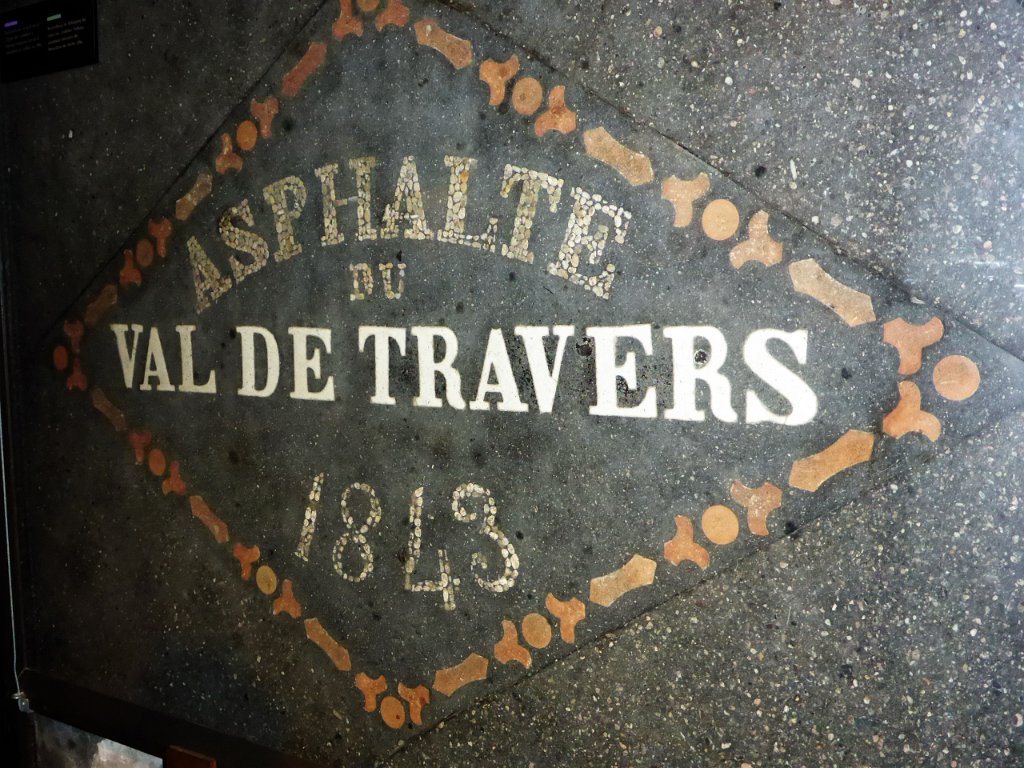 ASPHALTE
DU
VAL DE TRAVERS
1843